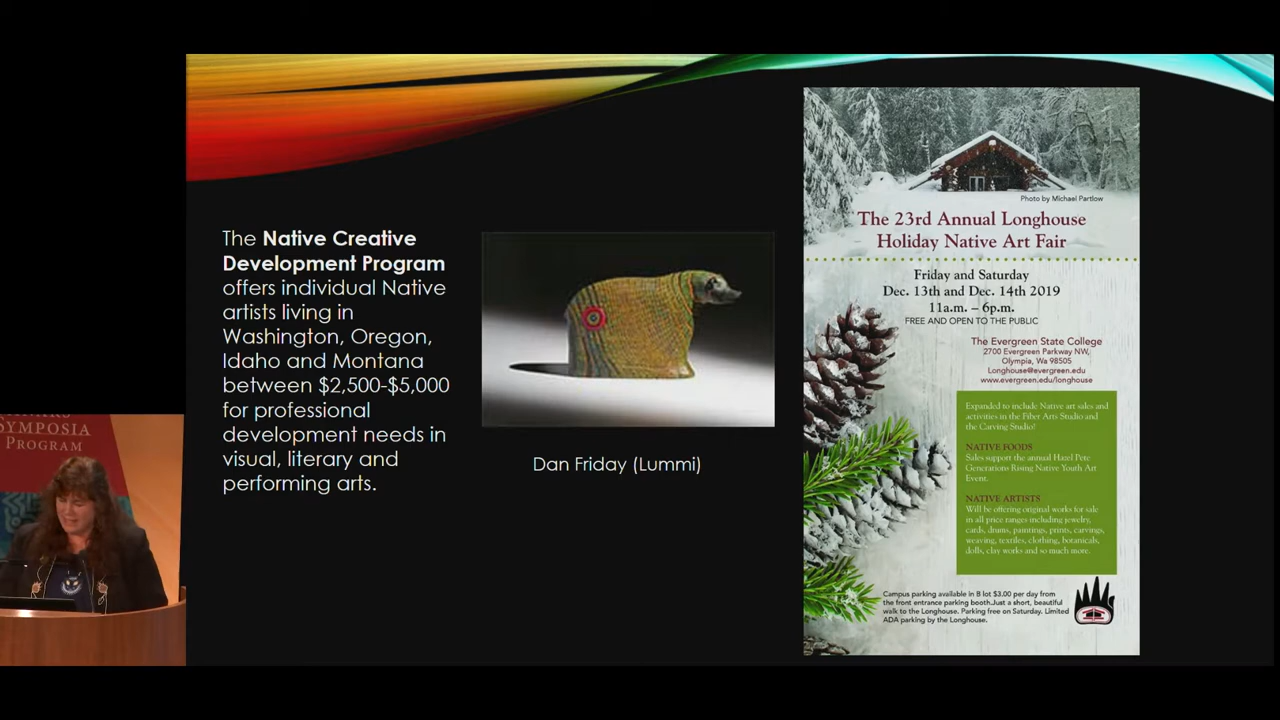 The Native Creative
Development Program
offers individual Native
artists living in
Washington, Oregon,
Idaho and Montana
between $2,500-$5,000
for professional
development needs in
visual, literary and
performing arts.
Dan Friday (Lummi)
Photo by Michael Partlow
The 23rd Annual Longhouse
Holiday Native Art Fair
Friday and Saturday
Dec. 13th and Dec. 14th 2019
11a.m. – 6p.m.
FREE AND OPEN TO THE PUBLIC
The Evergreen State College
2700 Evergreen Parkway NW,
Olympia, Wa 98505
Longhouse@evergreen.edu
www.evergreen.edu/longhouse
Expanded to include Native art sales and
activities in the Fiber Arts Studio and
the Carving Studio!
NATIVE FOODS
Sales support the annual Hazel Pete
Generations Rising Native Youth Art
Event.
NATIVE ARTISTS
Will be offering original works for sale
in all price ranges including jewelry,
cards, drums, paintings, prints, carvings,
weaving, textiles, clothing, botanicals,
dolls, clay works and so much more.
Campus parking available in B lot $3.00 per day from
the front entrance parking booth.Just a short, beautiful
walk to the Longhouse. Parking free on Saturday. Limited
ADA parking by the Longhouse.
SYMPOSIA
PROGRAM